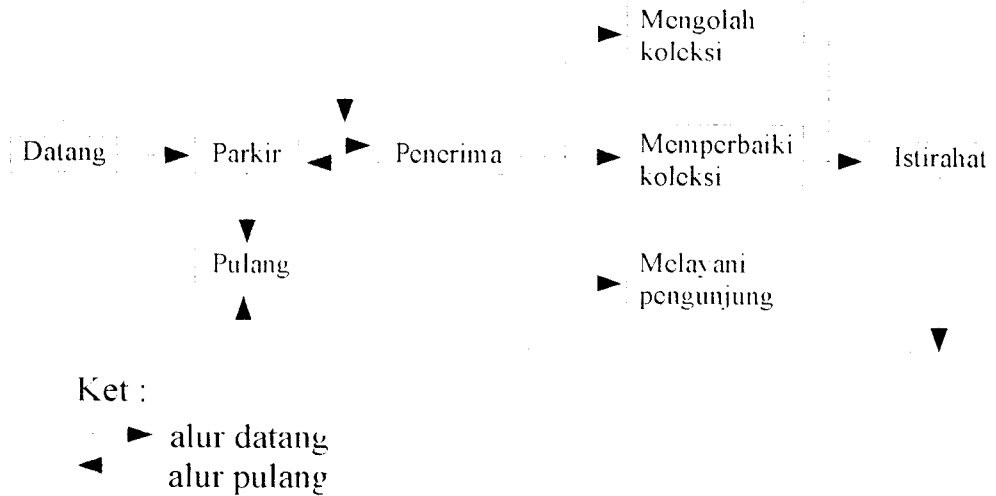 Mengolah
koleksi
Datang
Parkir
Penerima
Memperbaiki
koleksi
Istirahat
Pulang
Melayani
pengunjung
Ket :
alur datang
alur pulang